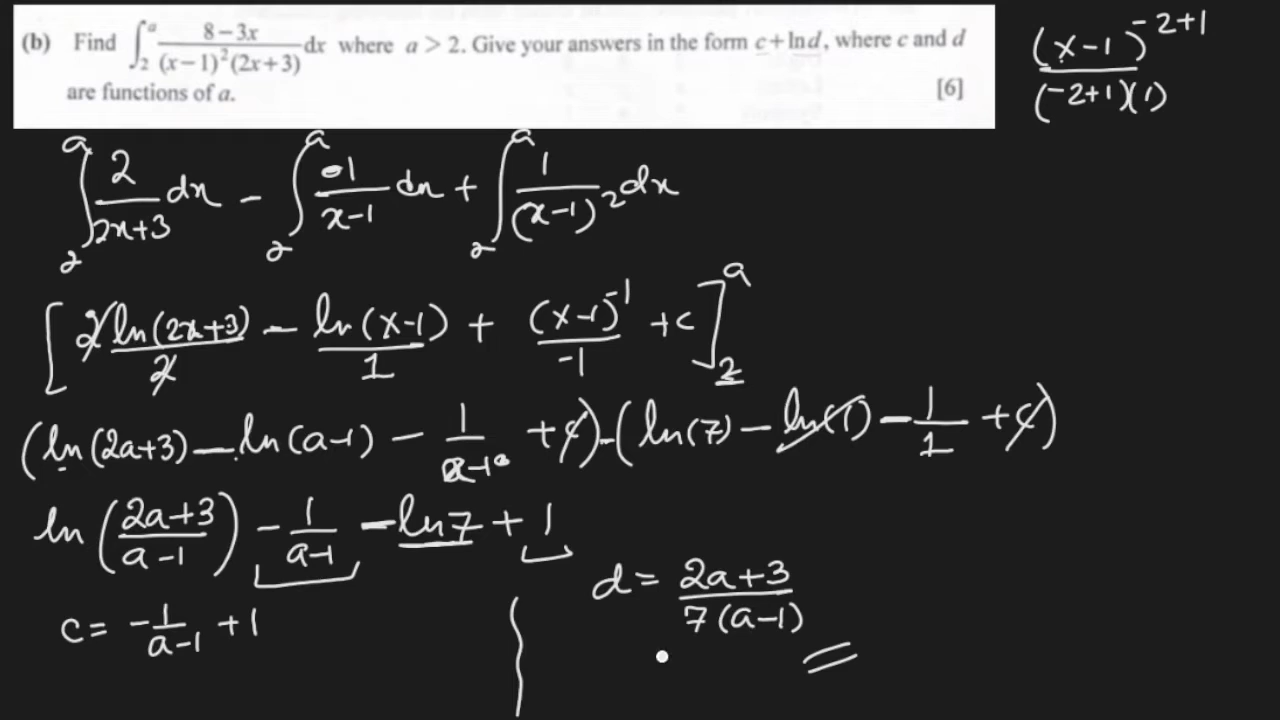 (b) Find ∫₂ᵃ (8 − 3x)/((x − 1)²(2x + 3)) dx where a > 2. Give your answers in the form c + ln d, where c and d
are functions of a. [6]
(x-1)^(-2+1) / (-2+1)(1)
∫₂ᵃ 2/(2x+3) dx - ∫₂ᵃ -1/(x-1) dx + ∫₂ᵃ 1/(x-1)² dx
[2 ln(2x+3)/2 - ln(x-1)/1 + (x-1)⁻¹/-1 + c]₂ᵃ
(ln(2a+3) - ln(a-1) - 1/(a-1) + c) - (ln(7) - ln(1) - 1/1 + c)
ln((2a+3)/(a-1)) - 1/(a-1) - ln 7 + 1
c = -1/(a-1) + 1
d = (2a+3)/(7(a-1))